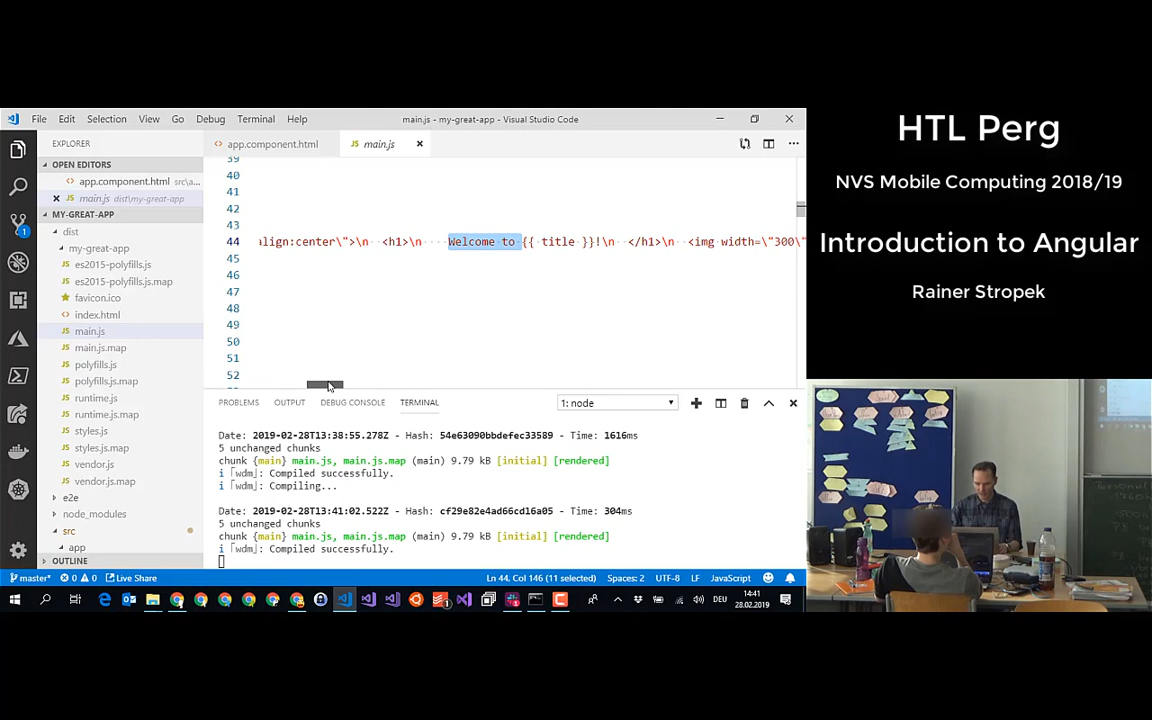 File Edit Selection View Go Debug Terminal Help
main.js - my-great-app - Visual Studio Code
EXPLORER
OPEN EDITORS
app.component.html src\a...
main.js dist\my-great-app
MY-GREAT-APP
dist
my-great-app
es2015-polyfills.js
es2015-polyfills.js.map
favicon.ico
index.html
main.js
main.js.map
polyfills.js
polyfills.js.map
runtime.js
runtime.js.map
styles.js
styles.js.map
vendor.js
vendor.js.map
e2e
node_modules
src
app
OUTLINE
app.component.html
JS main.js
39
40
41
42
43
44 lign:center\">\n <h1>\n Welcome to {{ title }}!\n </h1>\n <img width=\"300\"
45
46
47
48
49
50
51
52
PROBLEMS OUTPUT DEBUG CONSOLE TERMINAL
1: node
Date: 2019-02-28T13:38:55.278Z - Hash: 54e63090bbdefec33589 - Time: 1616ms
5 unchanged chunks
chunk {main} main.js, main.js.map (main) 9.79 kB [initial] [rendered]
i ｢wdm｣: Compiled successfully.
i ｢wdm｣: Compiling...
Date: 2019-02-28T13:41:02.522Z - Hash: cf29e82e4ad66cd16a05 - Time: 304ms
5 unchanged chunks
chunk {main} main.js, main.js.map (main) 9.79 kB [initial] [rendered]
i ｢wdm｣: Compiled successfully.
master* 0 0 Live Share
Ln 44, Col 146 (11 selected) Spaces: 2 UTF-8 LF JavaScript
DEU
14:41
28.02.2019
HTL Perg
NVS Mobile Computing 2018/19
Introduction to Angular
Rainer Stropek